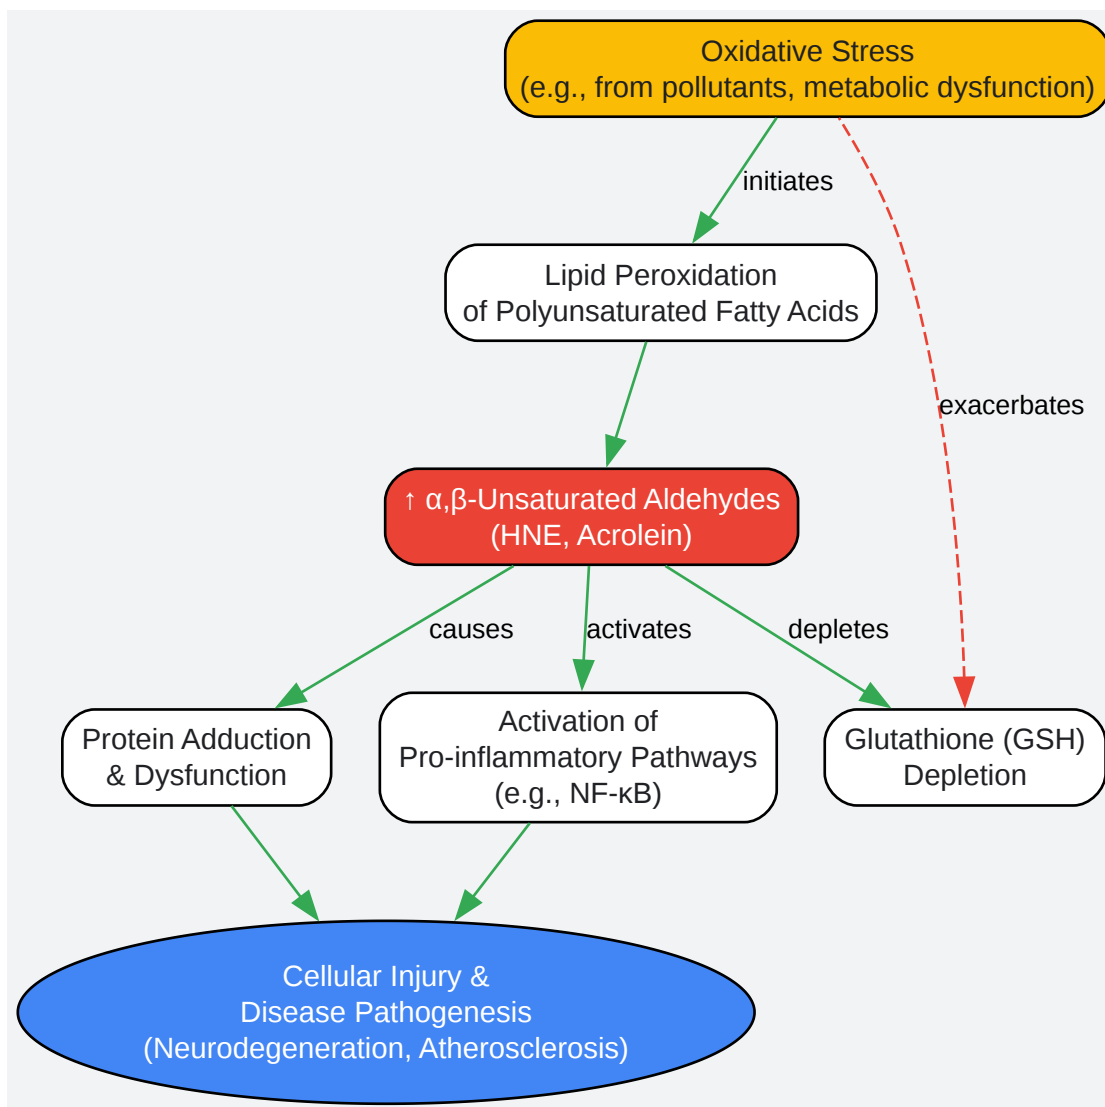 Oxidative Stress
(e.g., from pollutants, metabolic dysfunction)
initiates
Lipid Peroxidation
of Polyunsaturated Fatty Acids
exacerbates
↑ α,β-Unsaturated Aldehydes
(HNE, Acrolein)
causes
activates
depletes
Protein Adduction
& Dysfunction
Activation of
Pro-inflammatory Pathways
(e.g., NF-κB)
Glutathione (GSH)
Depletion
Cellular Injury &
Disease Pathogenesis
(Neurodegeneration, Atherosclerosis)